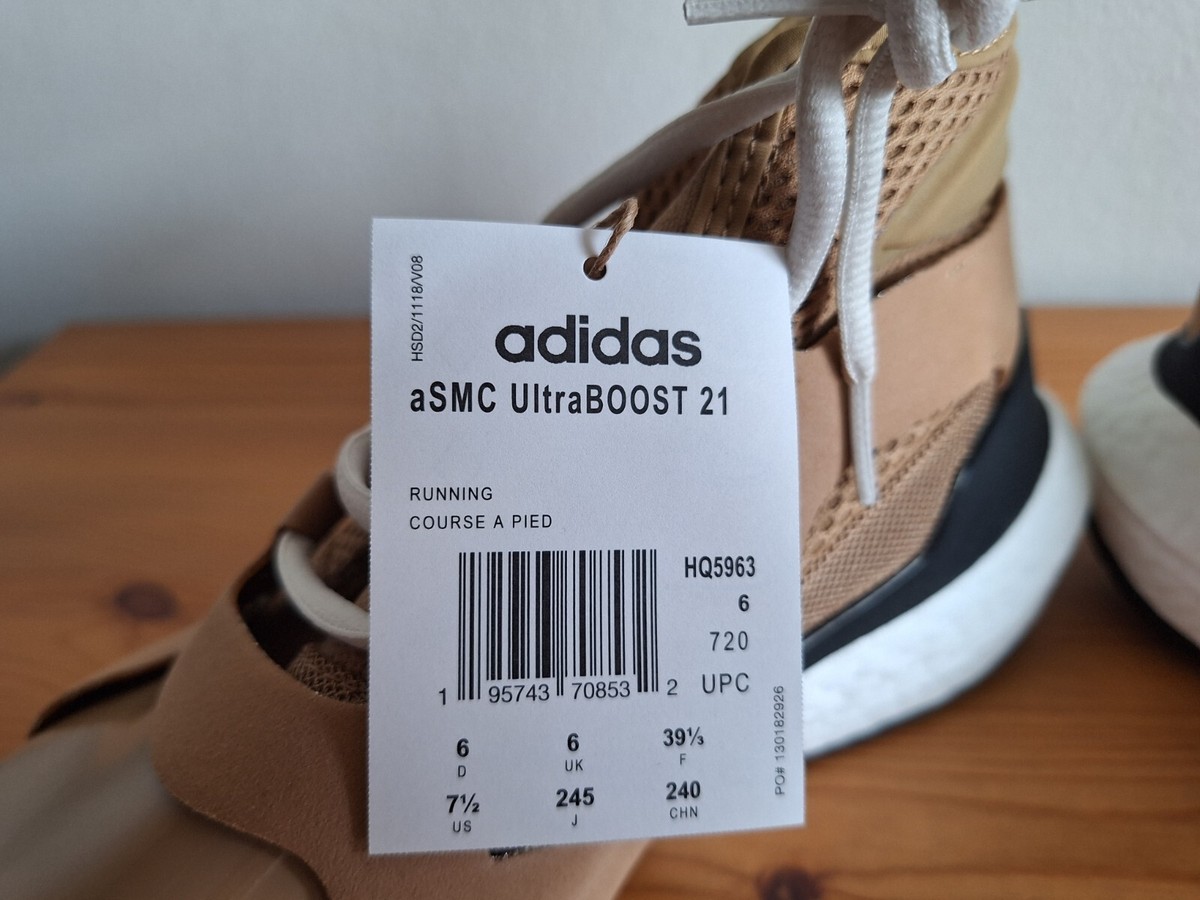 HSD2/1118/V08
adidas
aSMC UltraBOOST 21
RUNNING
COURSE A PIED
HQ5963
6
720
UPC
1 95743 70853 2
6 6 39⅓
D UK F
7½ 245 240
US J CHN
PO# 130182926